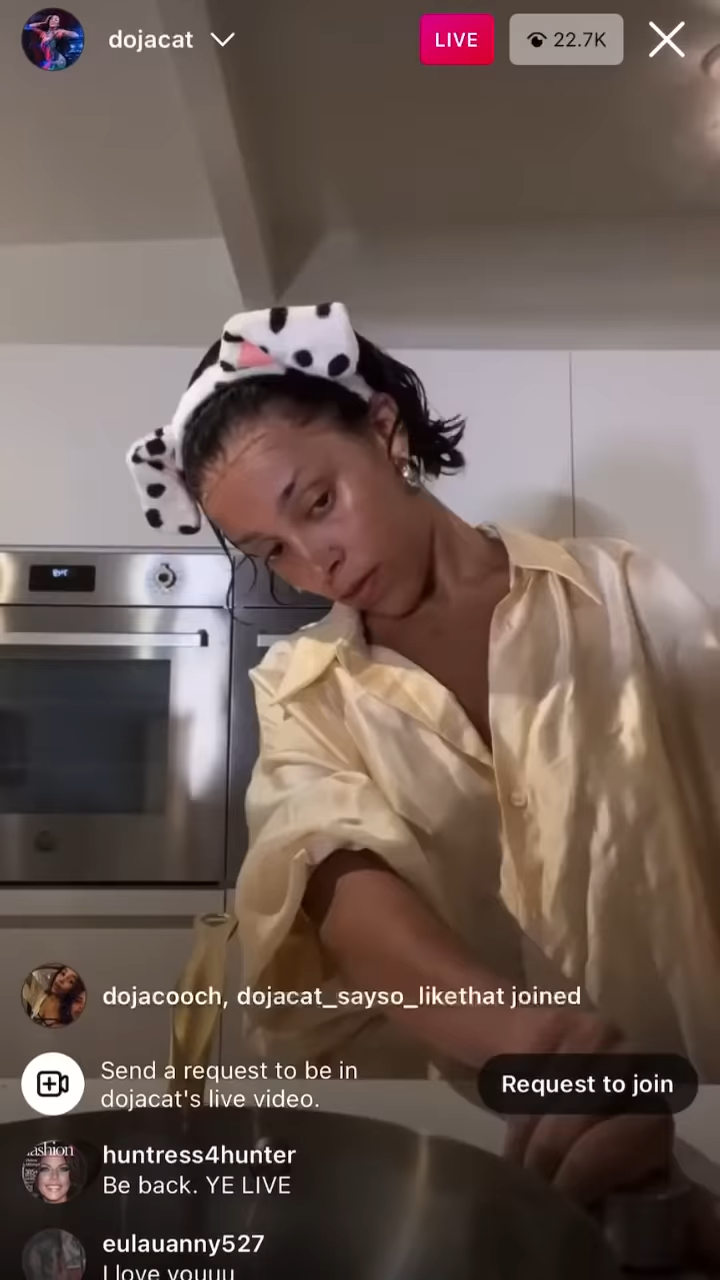 dojacat
LIVE
22.7K
dojacooch, dojacat_sayso_likethat joined
Send a request to be in
dojacat's live video.
Request to join
huntress4hunter
Be back. YE LIVE
eulauanny527
I love youuu